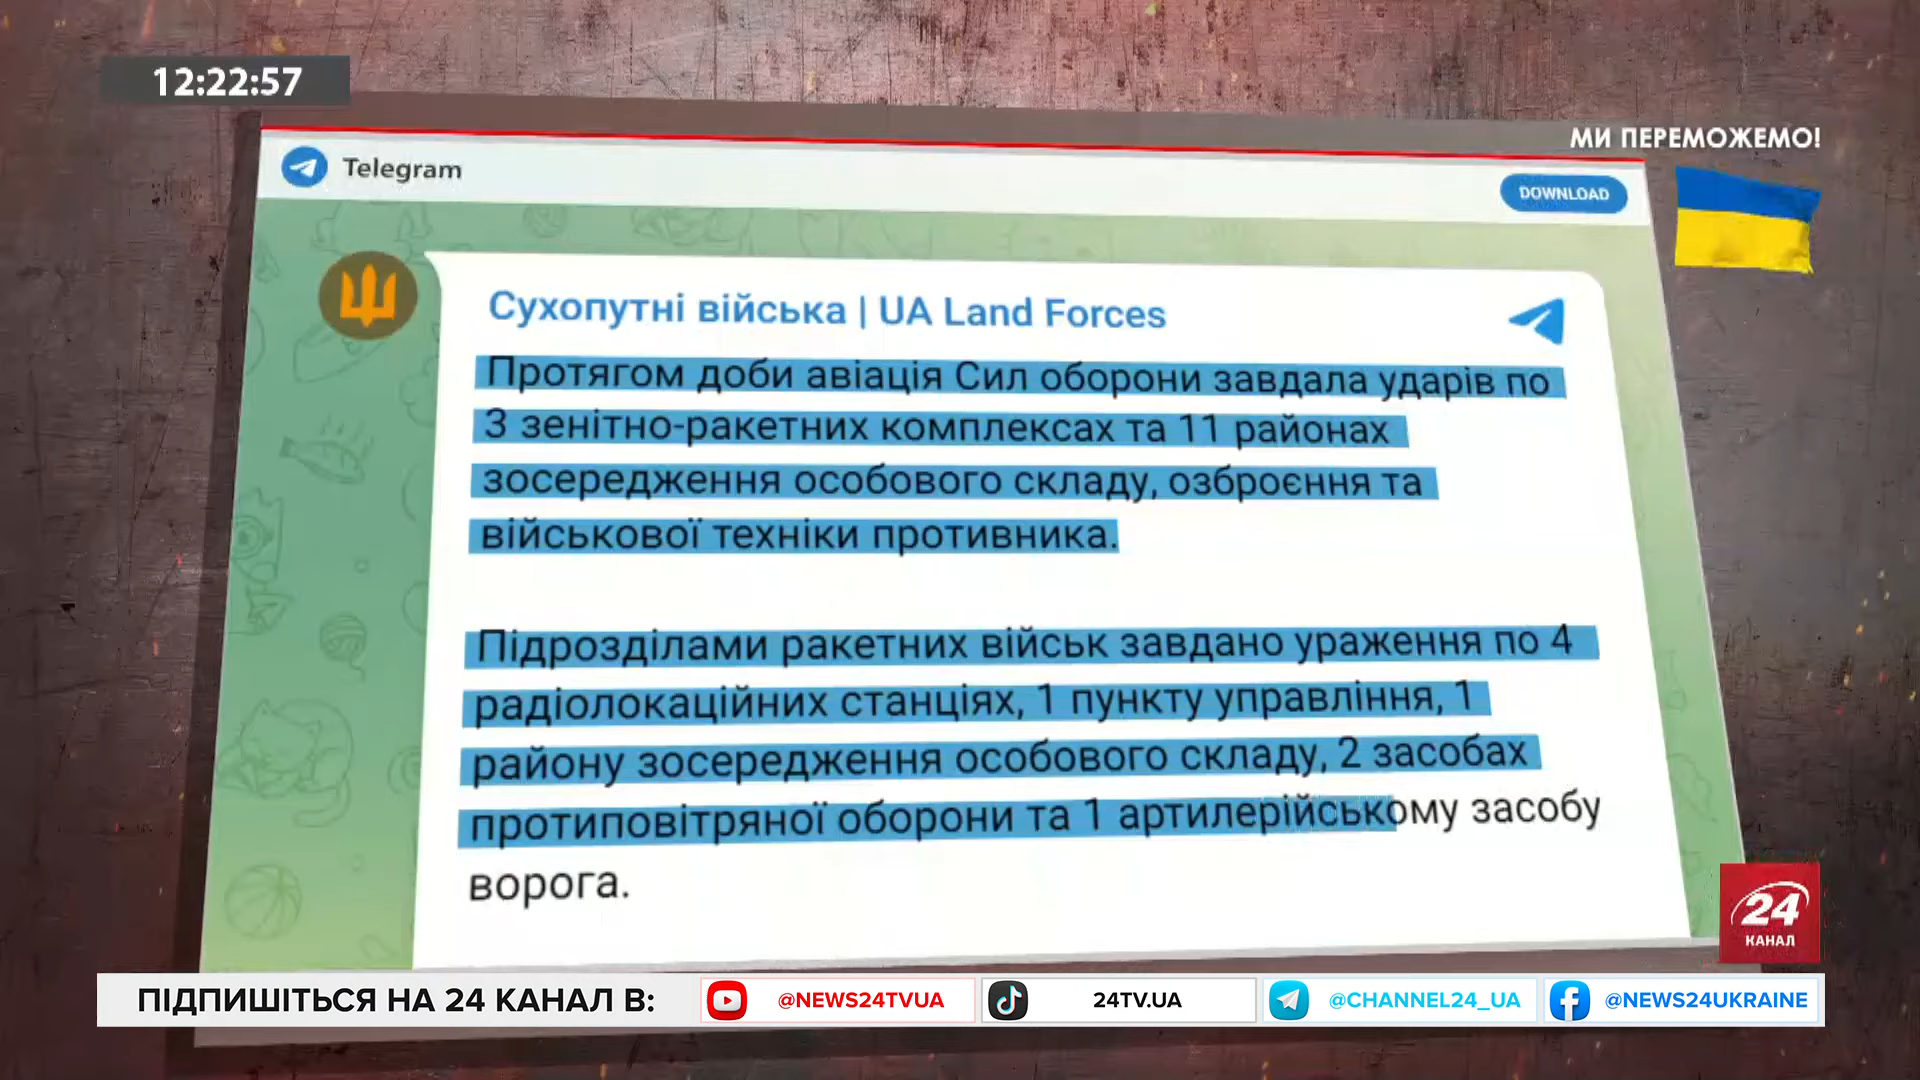 12:22:57
МИ ПЕРЕМОЖЕМО!
Telegram
DOWNLOAD
Сухопутні війська | UA Land Forces
Протягом доби авіація Сил оборони завдала ударів по
3 зенітно-ракетних комплексах та 11 районах
зосередження особового складу, озброєння та
військової техніки противника.
Підрозділами ракетних військ завдано ураження по 4
радіолокаційних станціях, 1 пункту управління, 1
району зосередження особового складу, 2 засобах
протиповітряної оборони та 1 артилерійському засобу
ворога.
24
КАНАЛ
ПІДПИШІТЬСЯ НА 24 КАНАЛ В:
@NEWS24TVUA
24TV.UA
@CHANNEL24_UA
@NEWS24UKRAINE